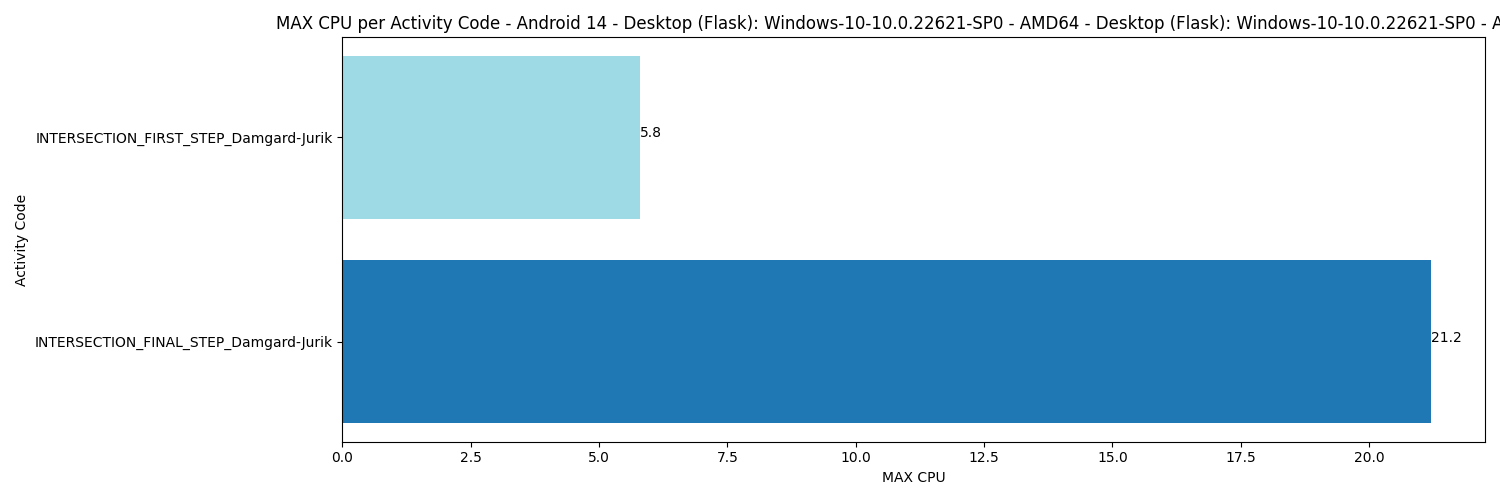 MAX CPU per Activity Code - Android 14 - Desktop (Flask): Windows-10-10.0.22621-SP0 - AMD64 - Desktop (Flask): Windows-10-10.0.22621-SP0 -
INTERSECTION_FIRST_STEP_Damgard-Jurik
5.8
Activity Code
INTERSECTION_FINAL_STEP_Damgard-Jurik
21.2
0.0 2.5 5.0 7.5 10.0 12.5 15.0 17.5 20.0
MAX CPU